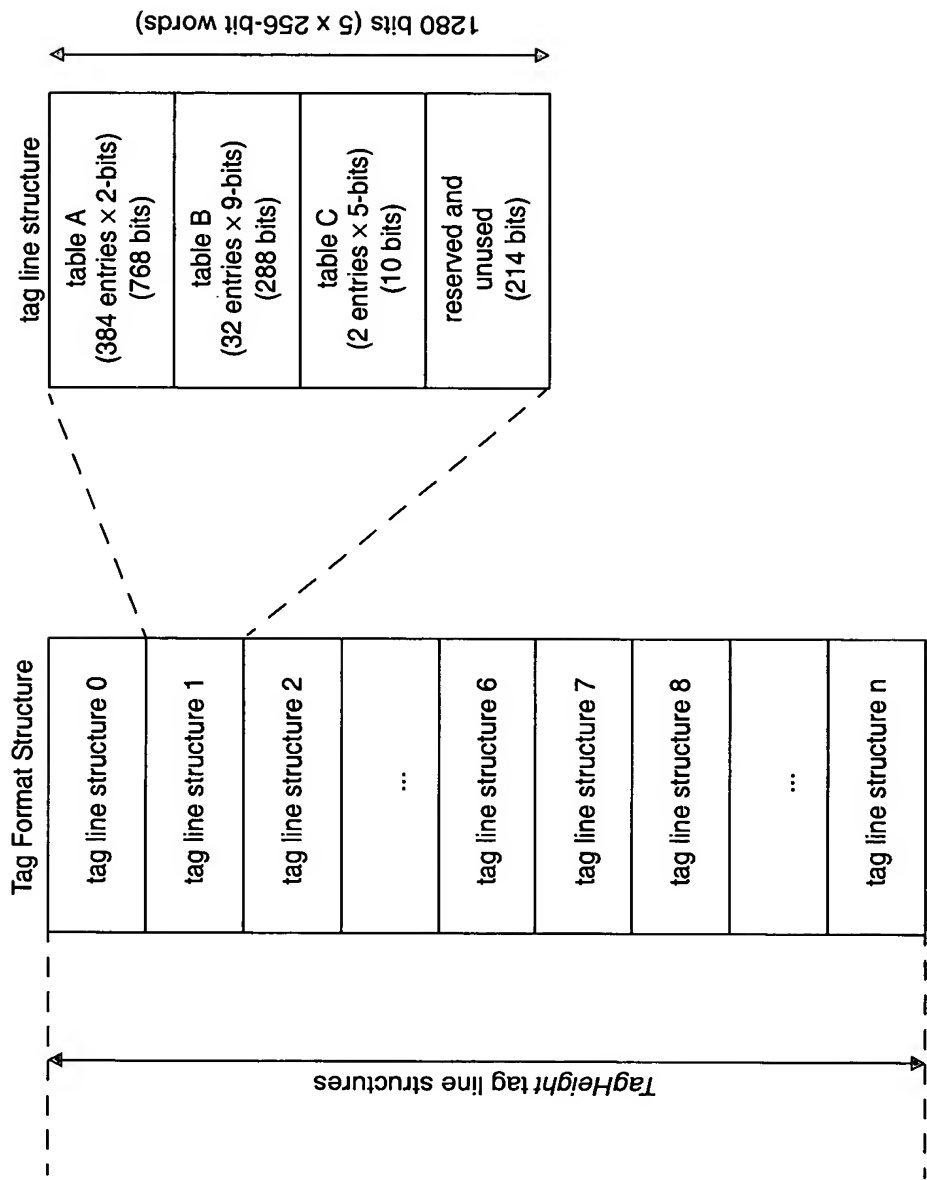 Tag Format Structure
tag line structure 0
tag line structure 1
tag line structure 2
...
tag line structure 6
tag line structure 7
tag line structure 8
...
tag line structure n
TagHeight tag line structures
tag line structure
table A
(384 entries × 2-bits)
(768 bits)
table B
(32 entries × 9-bits)
(288 bits)
table C
(2 entries × 5-bits)
(10 bits)
reserved and
unused
(214 bits)
1280 bits (5 x 256-bit words)